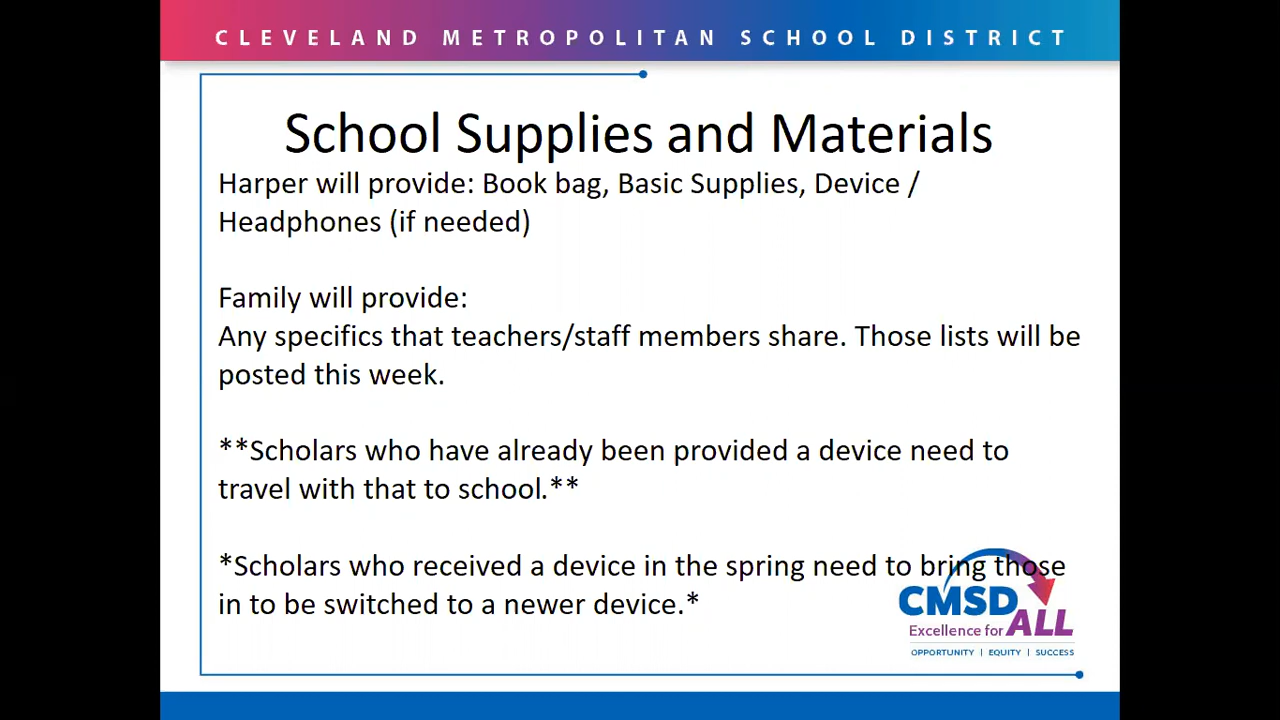 CLEVELAND METROPOLITAN SCHOOL DISTRICT
School Supplies and Materials
Harper will provide: Book bag, Basic Supplies, Device /
Headphones (if needed)
Family will provide:
Any specifics that teachers/staff members share. Those lists will be
posted this week.
**Scholars who have already been provided a device need to
travel with that to school.**
*Scholars who received a device in the spring need to bring those
in to be switched to a newer device.*
CMSD
Excellence for ALL
OPPORTUNITY | EQUITY | SUCCESS